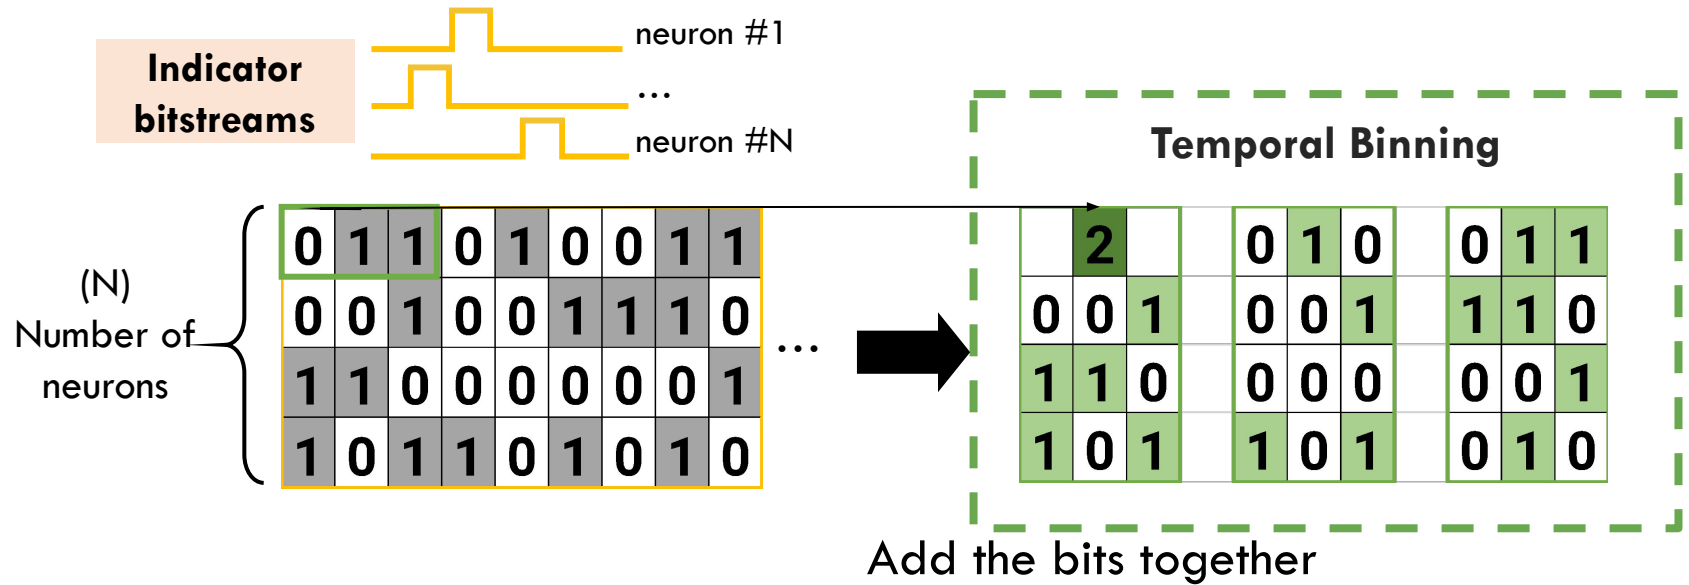 Indicator
bitstreams
neuron #1
...
neuron #N
Temporal Binning
(N)
Number of
neurons
0 1 1 0 1 0 0 1 1
0 0 1 0 0 1 1 1 0
1 1 0 0 0 0 0 0 1
1 0 1 1 0 1 0 1 0
...
2 0 1 0 0 1 1
0 0 1 0 0 1 1 1 0
1 1 0 0 0 0 0 0 1
1 0 1 1 0 1 0 1 0
Add the bits together